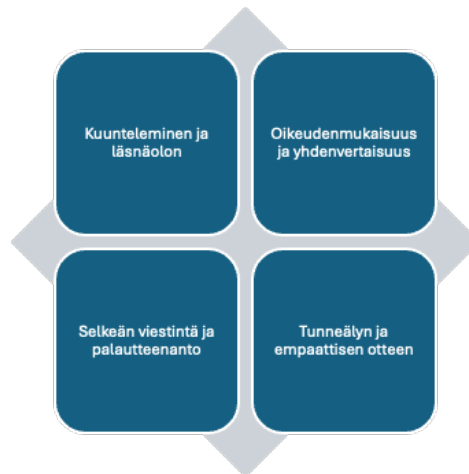 Kuunteleminen ja
läsnäolon
Oikeudenmukaisuus
ja yhdenvertaisuus
Selkeän viestintä ja
palautteenanto
Tunneälyn ja
empaattisen otteen